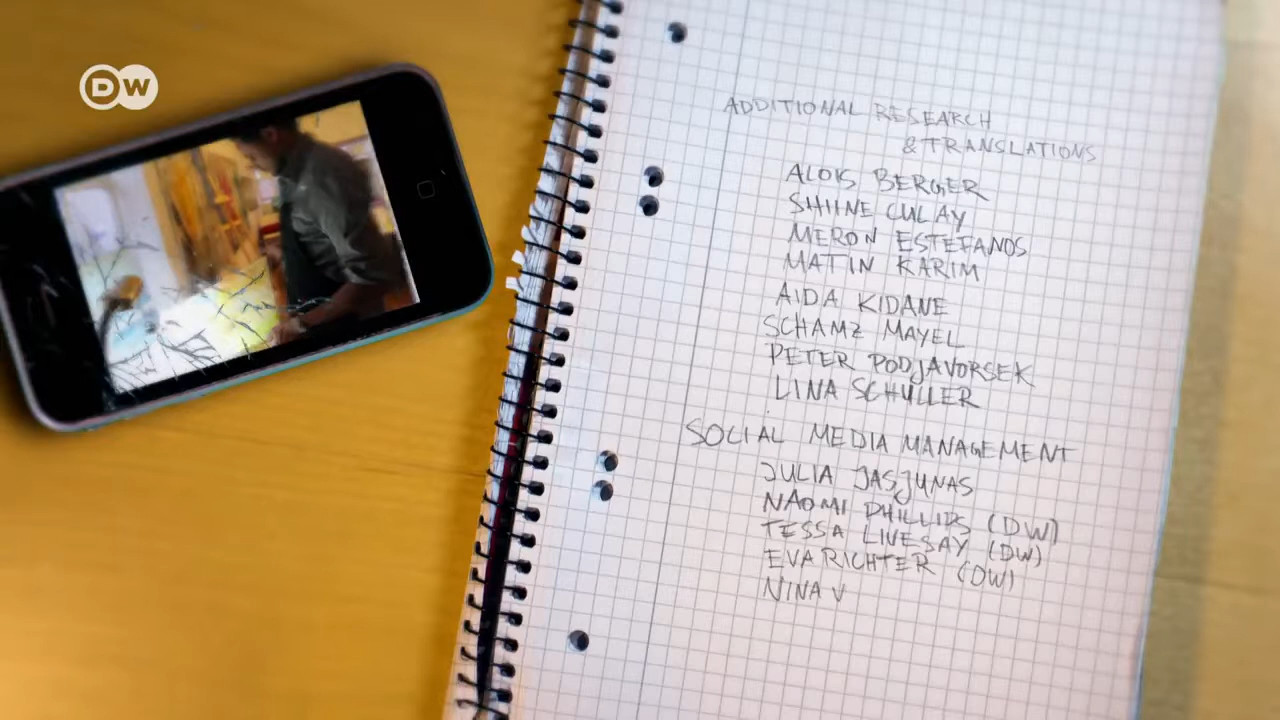 DW
ADDITIONAL RESEARCH
& TRANSLATIONS
ALOIS BERGER
SHIINE CULAY
MERON ESTEFANOS
MATIN KARIM
AIDA KIDANE
SCHAMZ MAYEL
PETER PODJAVORSEK
LINA SCHULLER
SOCIAL MEDIA MANAGEMENT
JULIA JASJUNAS
NAOMI PHILLIPS (DW)
TESSA LIVESAY (DW)
EVA RICHTER (DW)
NINA V